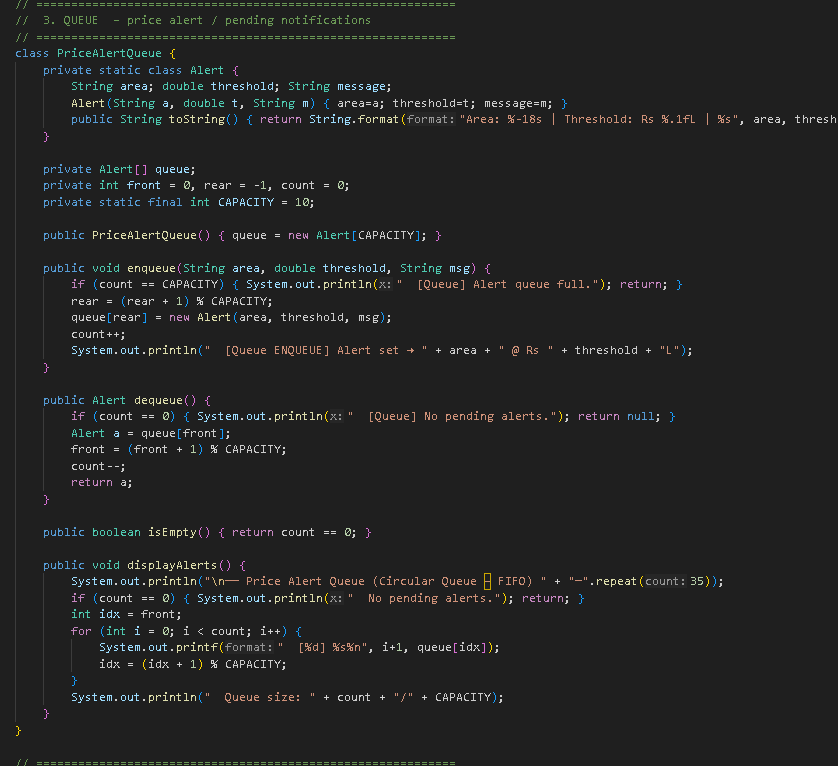 // ============================================================
//  3. QUEUE  – price alert / pending notifications
// ============================================================
class PriceAlertQueue {
    private static class Alert {
        String area; double threshold; String message;
        Alert(String a, double t, String m) { area=a; threshold=t; message=m; }
        public String toString() { return String.format(format:"Area: %-18s | Threshold: Rs %.1fL | %s", area, thresh
    }

    private Alert[] queue;
    private int front = 0, rear = -1, count = 0;
    private static final int CAPACITY = 10;

    public PriceAlertQueue() { queue = new Alert[CAPACITY]; }

    public void enqueue(String area, double threshold, String msg) {
        if (count == CAPACITY) { System.out.println(x:"  [Queue] Alert queue full."); return; }
        rear = (rear + 1) % CAPACITY;
        queue[rear] = new Alert(area, threshold, msg);
        count++;
        System.out.println("  [Queue ENQUEUE] Alert set → " + area + " @ Rs " + threshold + "L");
    }

    public Alert dequeue() {
        if (count == 0) { System.out.println(x:"  [Queue] No pending alerts."); return null; }
        Alert a = queue[front];
        front = (front + 1) % CAPACITY;
        count--;
        return a;
    }

    public boolean isEmpty() { return count == 0; }

    public void displayAlerts() {
        System.out.println("\n── Price Alert Queue (Circular Queue – FIFO) " + "─".repeat(count:35));
        if (count == 0) { System.out.println(x:"  No pending alerts."); return; }
        int idx = front;
        for (int i = 0; i < count; i++) {
            System.out.printf(format:"  [%d] %s%n", i+1, queue[idx]);
            idx = (idx + 1) % CAPACITY;
        }
        System.out.println("  Queue size: " + count + "/" + CAPACITY);
    }
}

// ============================================================